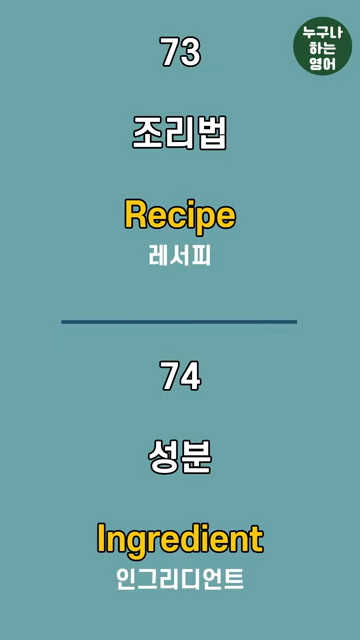 누구나
하는
영어
73
조리법
Recipe
레서피
74
성분
Ingredient
인그리디언트